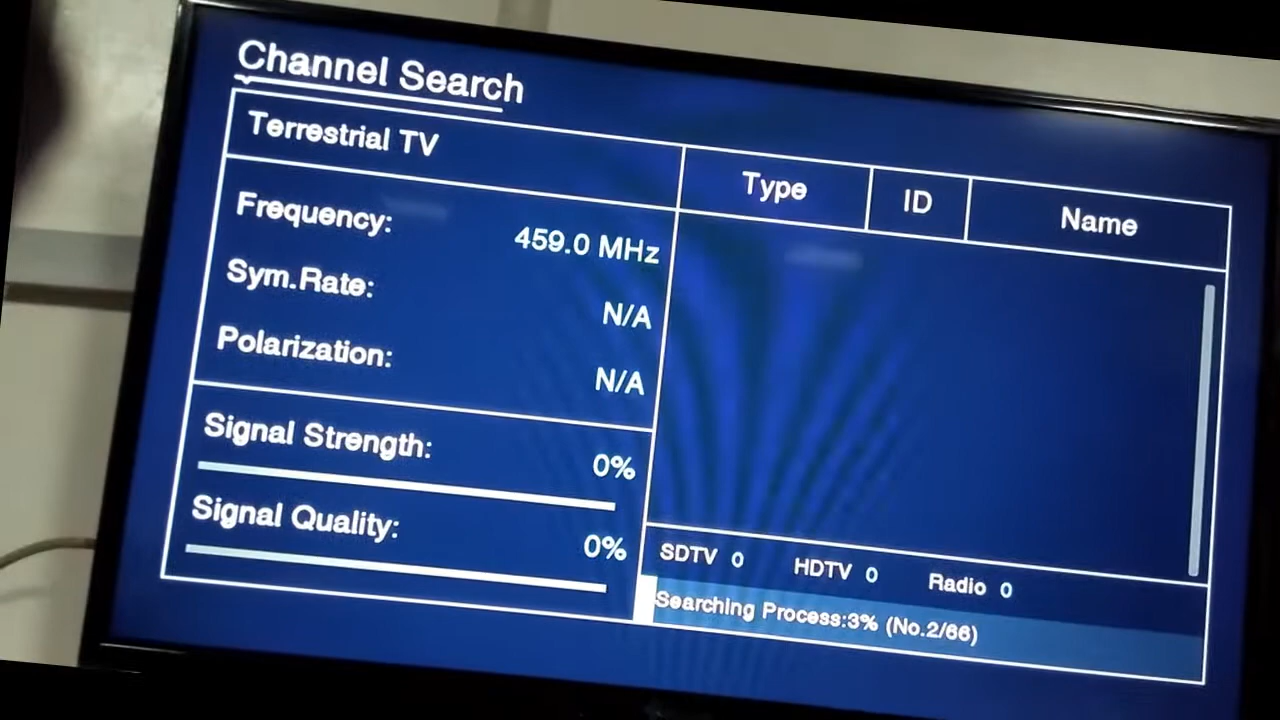 Channel Search
Terrestrial TV
Type
ID
Name
Frequency:
459.0 MHz
Sym.Rate:
N/A
Polarization:
N/A
Signal Strength:
0%
Signal Quality:
0%
SDTV 0 HDTV 0 Radio 0
Searching Process:3% (No.2/66)